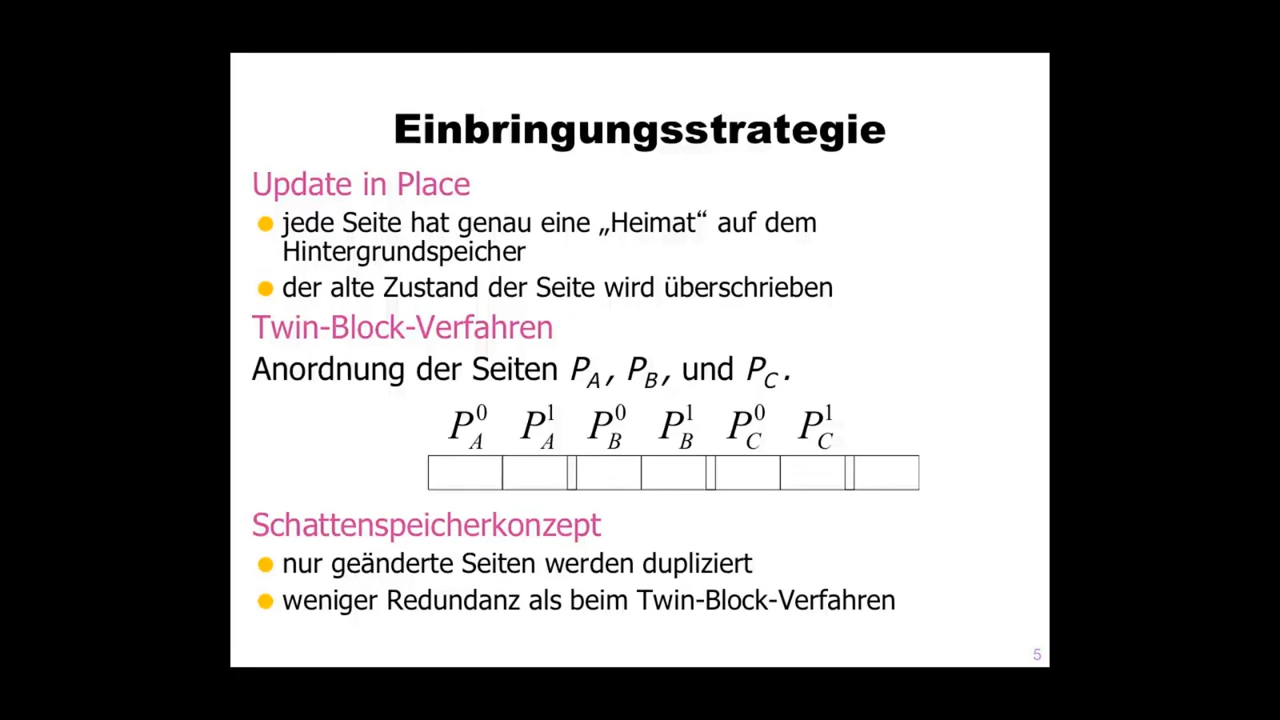 Einbringungsstrategie
Update in Place
jede Seite hat genau eine „Heimat“ auf dem
Hintergrundspeicher
der alte Zustand der Seite wird überschrieben
Twin-Block-Verfahren
Anordnung der Seiten P_A, P_B, und P_C.
P_A^0 P_A^1 P_B^0 P_B^1 P_C^0 P_C^1
Schattenspeicherkonzept
nur geänderte Seiten werden dupliziert
weniger Redundanz als beim Twin-Block-Verfahren
5